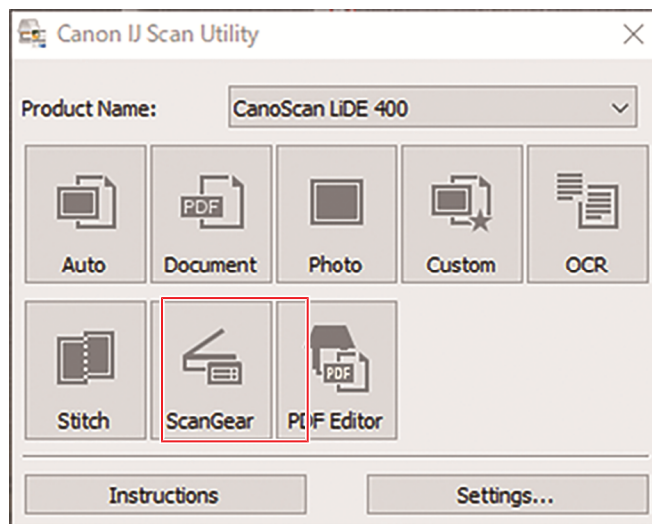 Canon IJ Scan Utility
Product Name: CanoScan LiDE 400
PDF
Auto Document Photo Custom OCR
PDF
Stitch ScanGear PDF Editor
Instructions Settings...